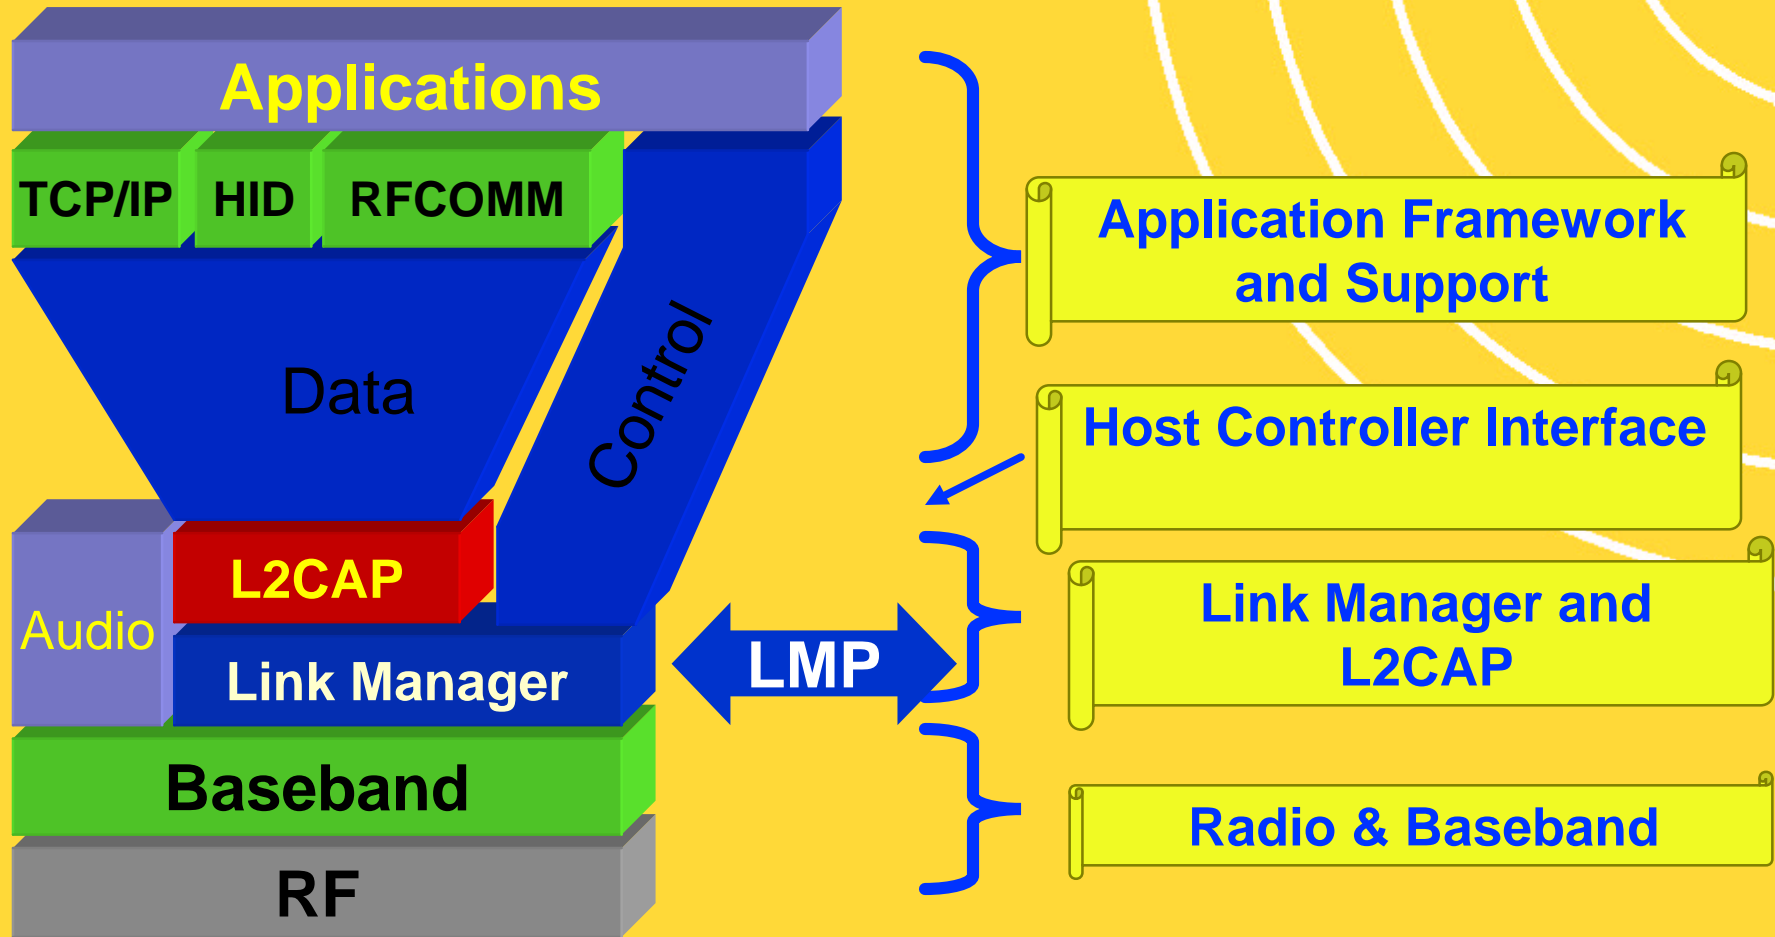 Applications
TCP/IP HID RFCOMM
Data
Control
L2CAP
Audio
Link Manager
LMP
Baseband
RF
Application Framework
and Support
Host Controller Interface
Link Manager and
L2CAP
Radio & Baseband